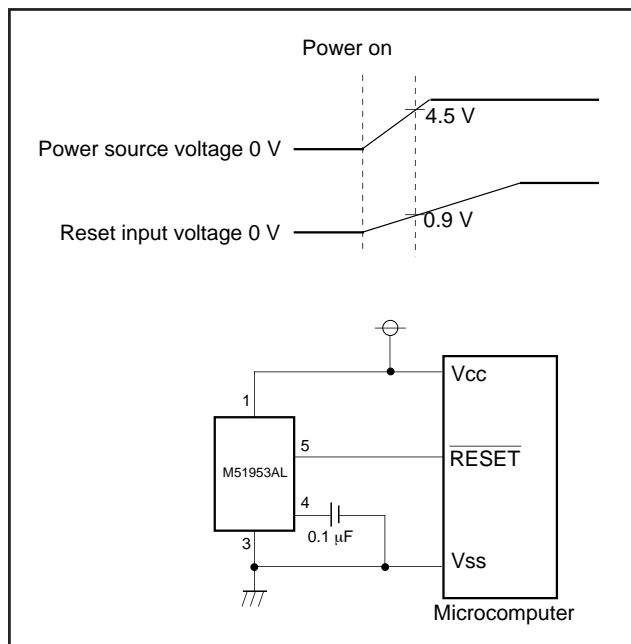 Power on
4.5 V
Power source voltage 0 V
0.9 V
Reset input voltage 0 V
Vcc
1
5
RESET
M51953AL
4
0.1 μF
3
Vss
Microcomputer